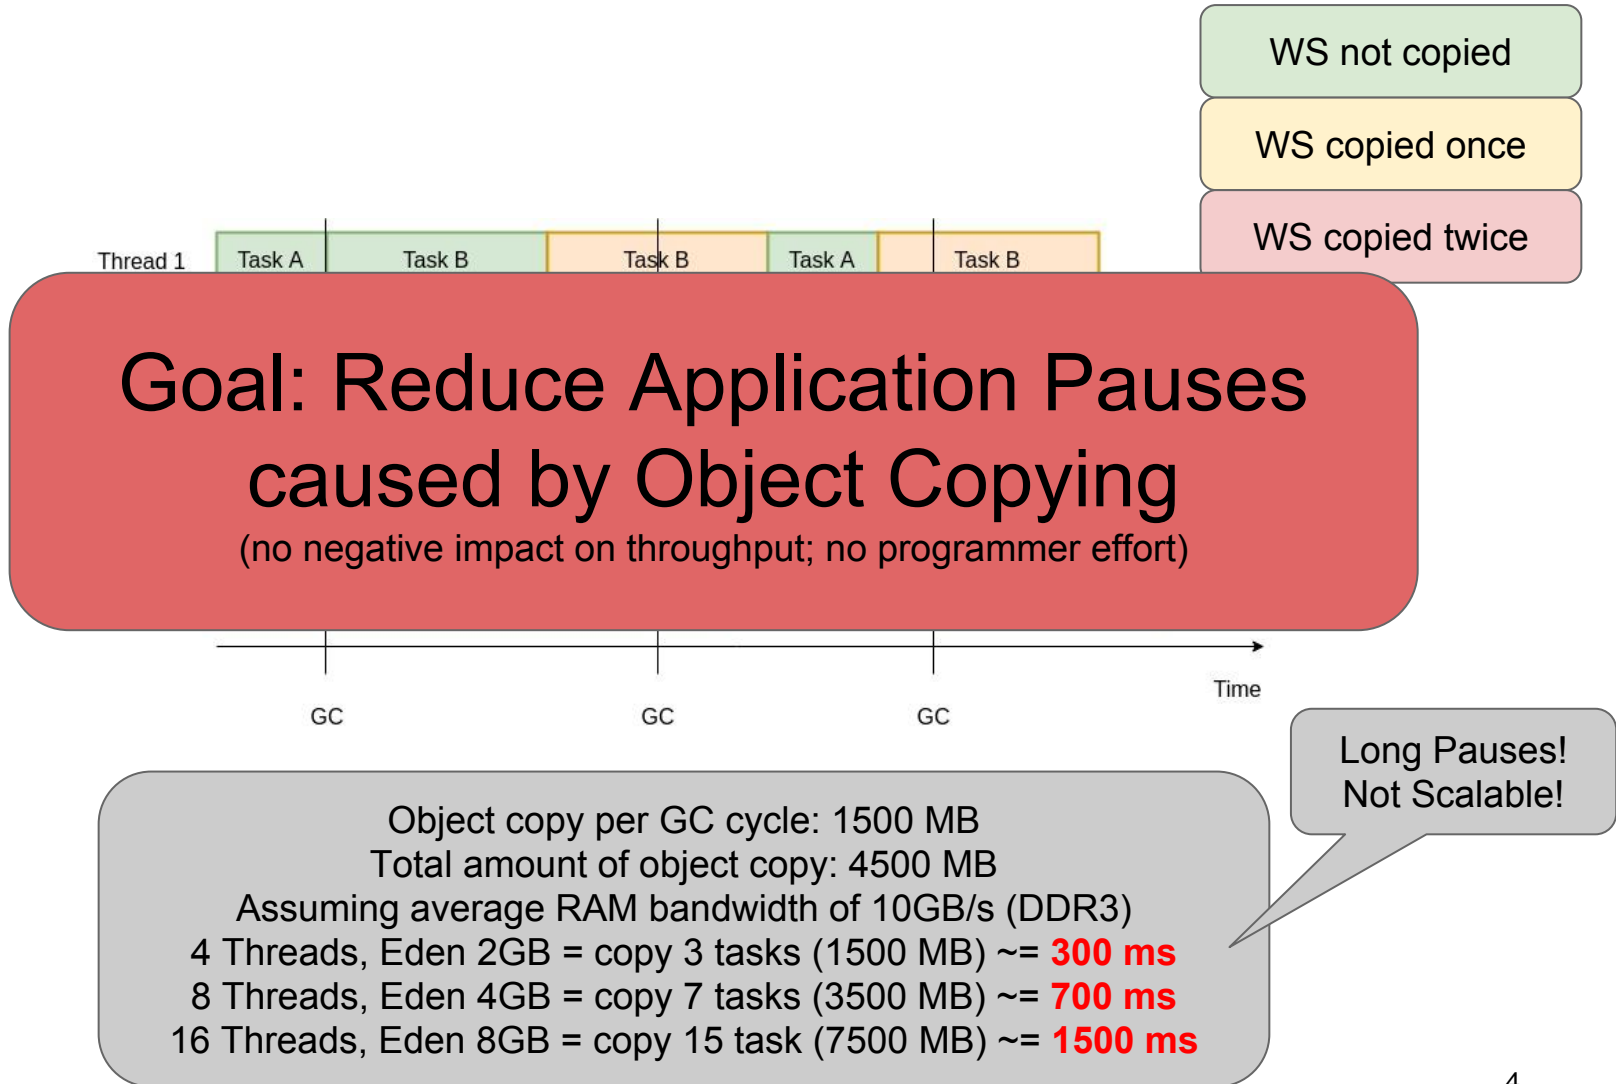 WS not copied
WS copied once
WS copied twice
Thread 1 Task A Task B Task B Task A Task B
Goal: Reduce Application Pauses
caused by Object Copying
(no negative impact on throughput; no programmer effort)
Time
GC GC GC
Long Pauses!
Not Scalable!
Object copy per GC cycle: 1500 MB
Total amount of object copy: 4500 MB
Assuming average RAM bandwidth of 10GB/s (DDR3)
4 Threads, Eden 2GB = copy 3 tasks (1500 MB) ~= 300 ms
8 Threads, Eden 4GB = copy 7 tasks (3500 MB) ~= 700 ms
16 Threads, Eden 8GB = copy 15 task (7500 MB) ~= 1500 ms
4